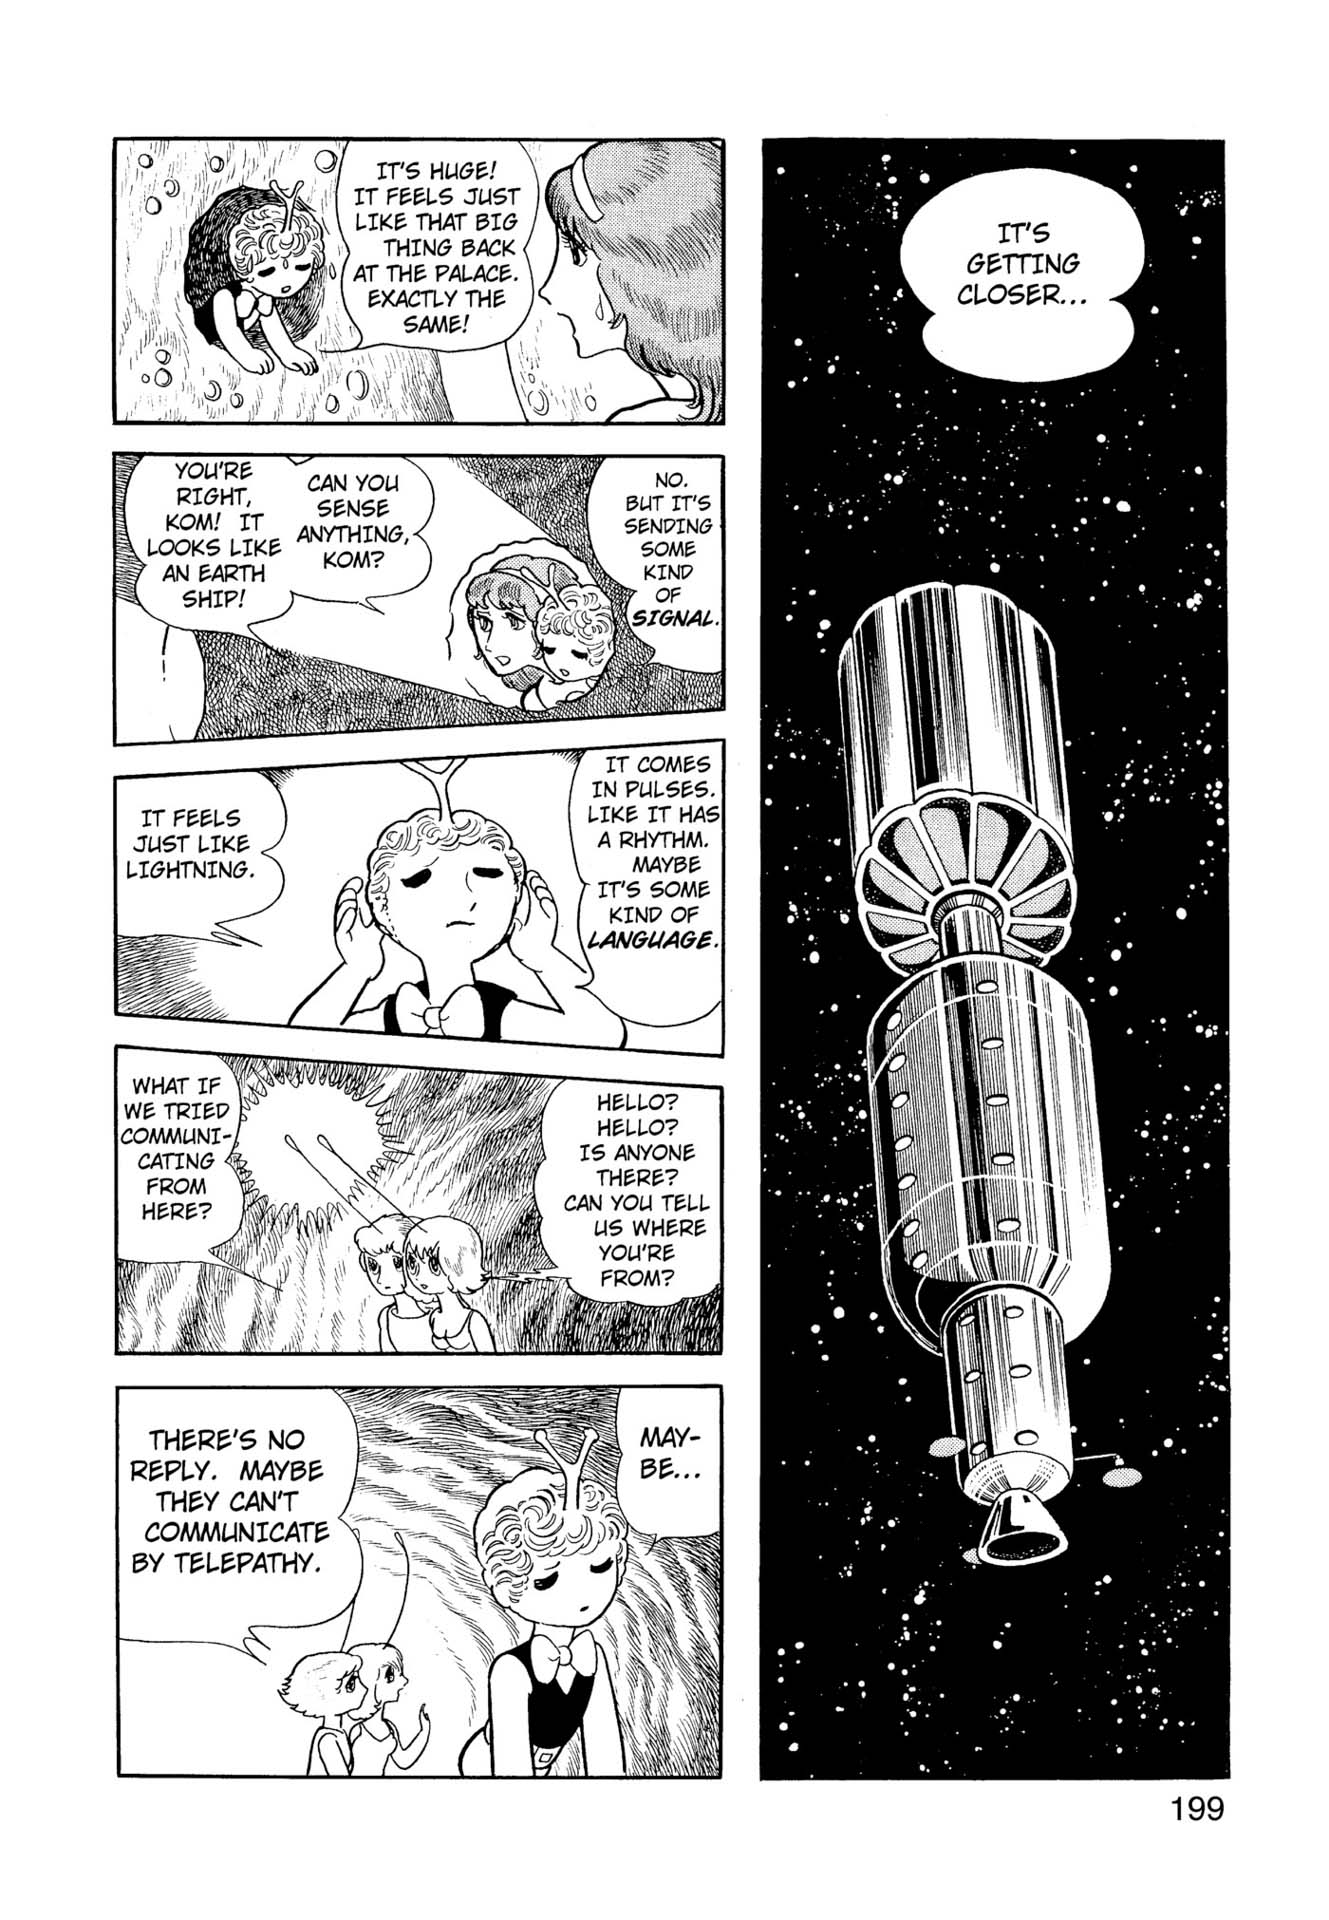 IT'S
GETTING
CLOSER...
IT'S HUGE!
IT FEELS JUST
LIKE THAT BIG
THING BACK
AT THE PALACE.
EXACTLY THE
SAME!
NO.
BUT IT'S
SENDING
SOME
KIND
OF
SIGNAL.
CAN YOU
SENSE
ANYTHING,
KOM?
YOU'RE
RIGHT,
KOM! IT
LOOKS LIKE
AN EARTH
SHIP!
IT COMES
IN PULSES.
LIKE IT HAS
A RHYTHM.
MAYBE
IT'S SOME
KIND OF
LANGUAGE.
IT FEELS
JUST LIKE
LIGHTNING.
HELLO?
HELLO?
IS ANYONE
THERE?
CAN YOU TELL
US WHERE
YOU'RE
FROM?
WHAT IF
WE TRIED
COMMUNI-
CATING
FROM
HERE?
MAY-
BE...
THERE'S NO
REPLY. MAYBE
THEY CAN'T
COMMUNICATE
BY TELEPATHY.
199